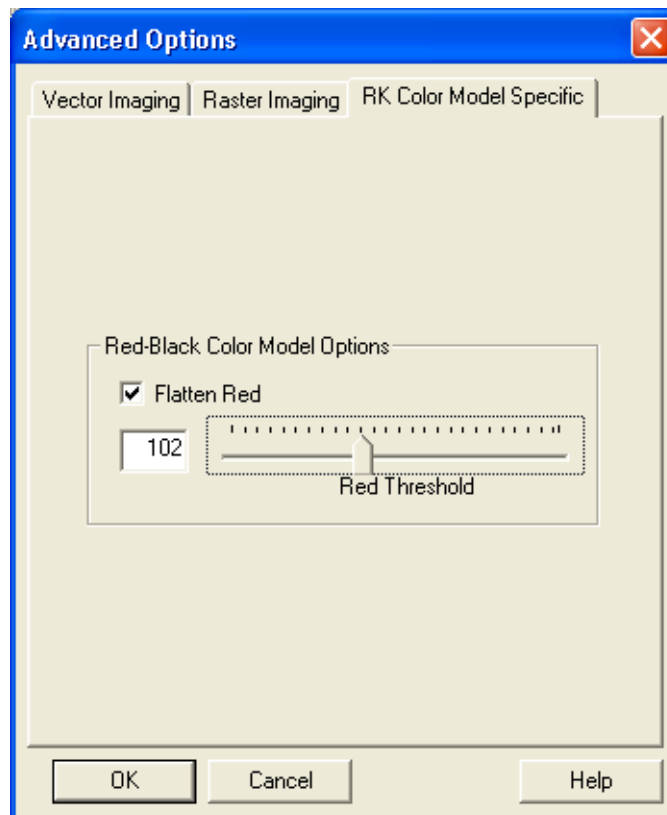 Advanced Options
Vector Imaging Raster Imaging RK Color Model Specific
Red-Black Color Model Options
Flatten Red
102
Red Threshold
OK Cancel Help